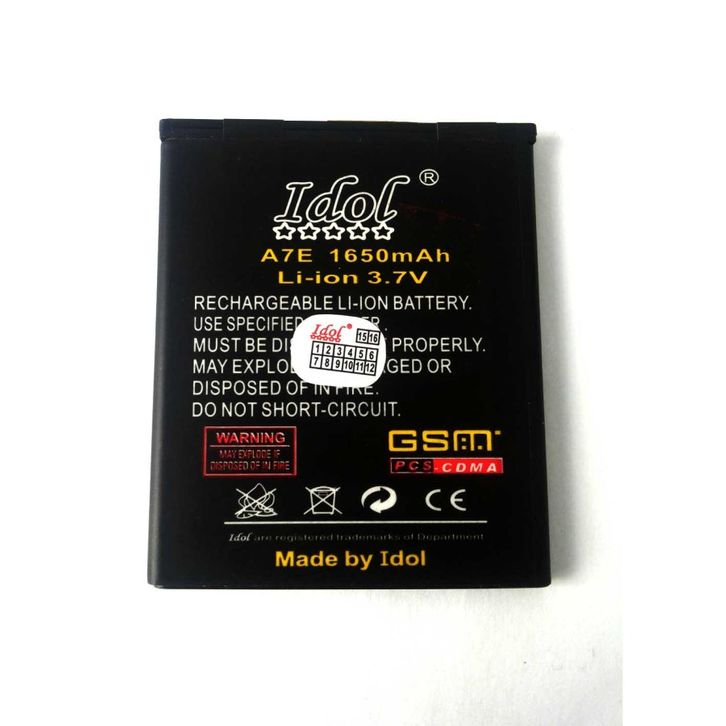 Idol ®
A7E 1650mAh
Li-ion 3.7V
RECHARGEABLE LI-ION BATTERY.
USE SPECIFIED ER.
MUST BE DIS PROPERLY.
MAY EXPLOD GED OR
DISPOSED OF IN FIRE.
DO NOT SHORT-CIRCUIT.
Idol ®
15 16
1 2 3 4 5 6
7 8 9 10 11 12
WARNING
MAY EXPLODE IF
DISPOSED OF IN FIRE
GSM
PCS-CDMA
CE
Idol are registered trademarks of Department
Made by Idol